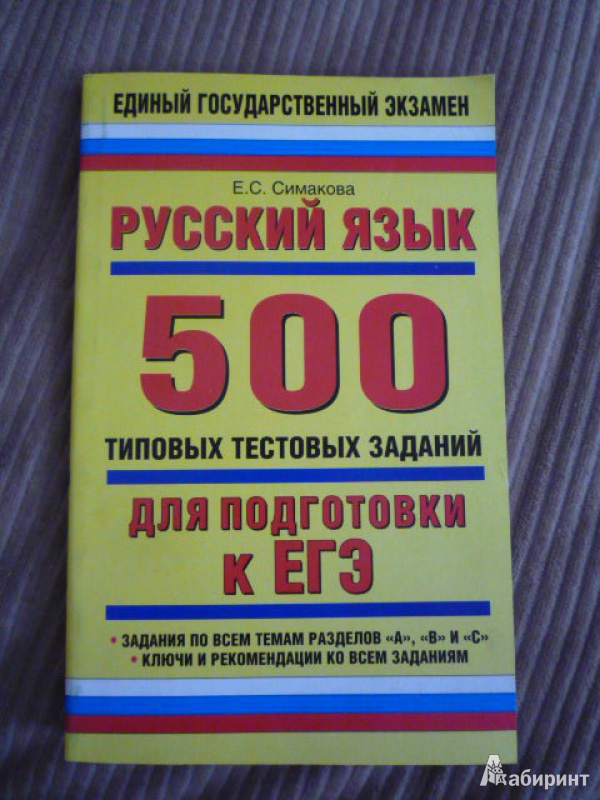 ЕДИНЫЙ ГОСУДАРСТВЕННЫЙ ЭКЗАМЕН
Е.С. Симакова
РУССКИЙ ЯЗЫК
500
ТИПОВЫХ ТЕСТОВЫХ ЗАДАНИЙ
ДЛЯ ПОДГОТОВКИ
К ЕГЭ
• ЗАДАНИЯ ПО ВСЕМ ТЕМАМ РАЗДЕЛОВ «А», «В» И «С»
• КЛЮЧИ И РЕКОМЕНДАЦИИ КО ВСЕМ ЗАДАНИЯМ
Лабиринт